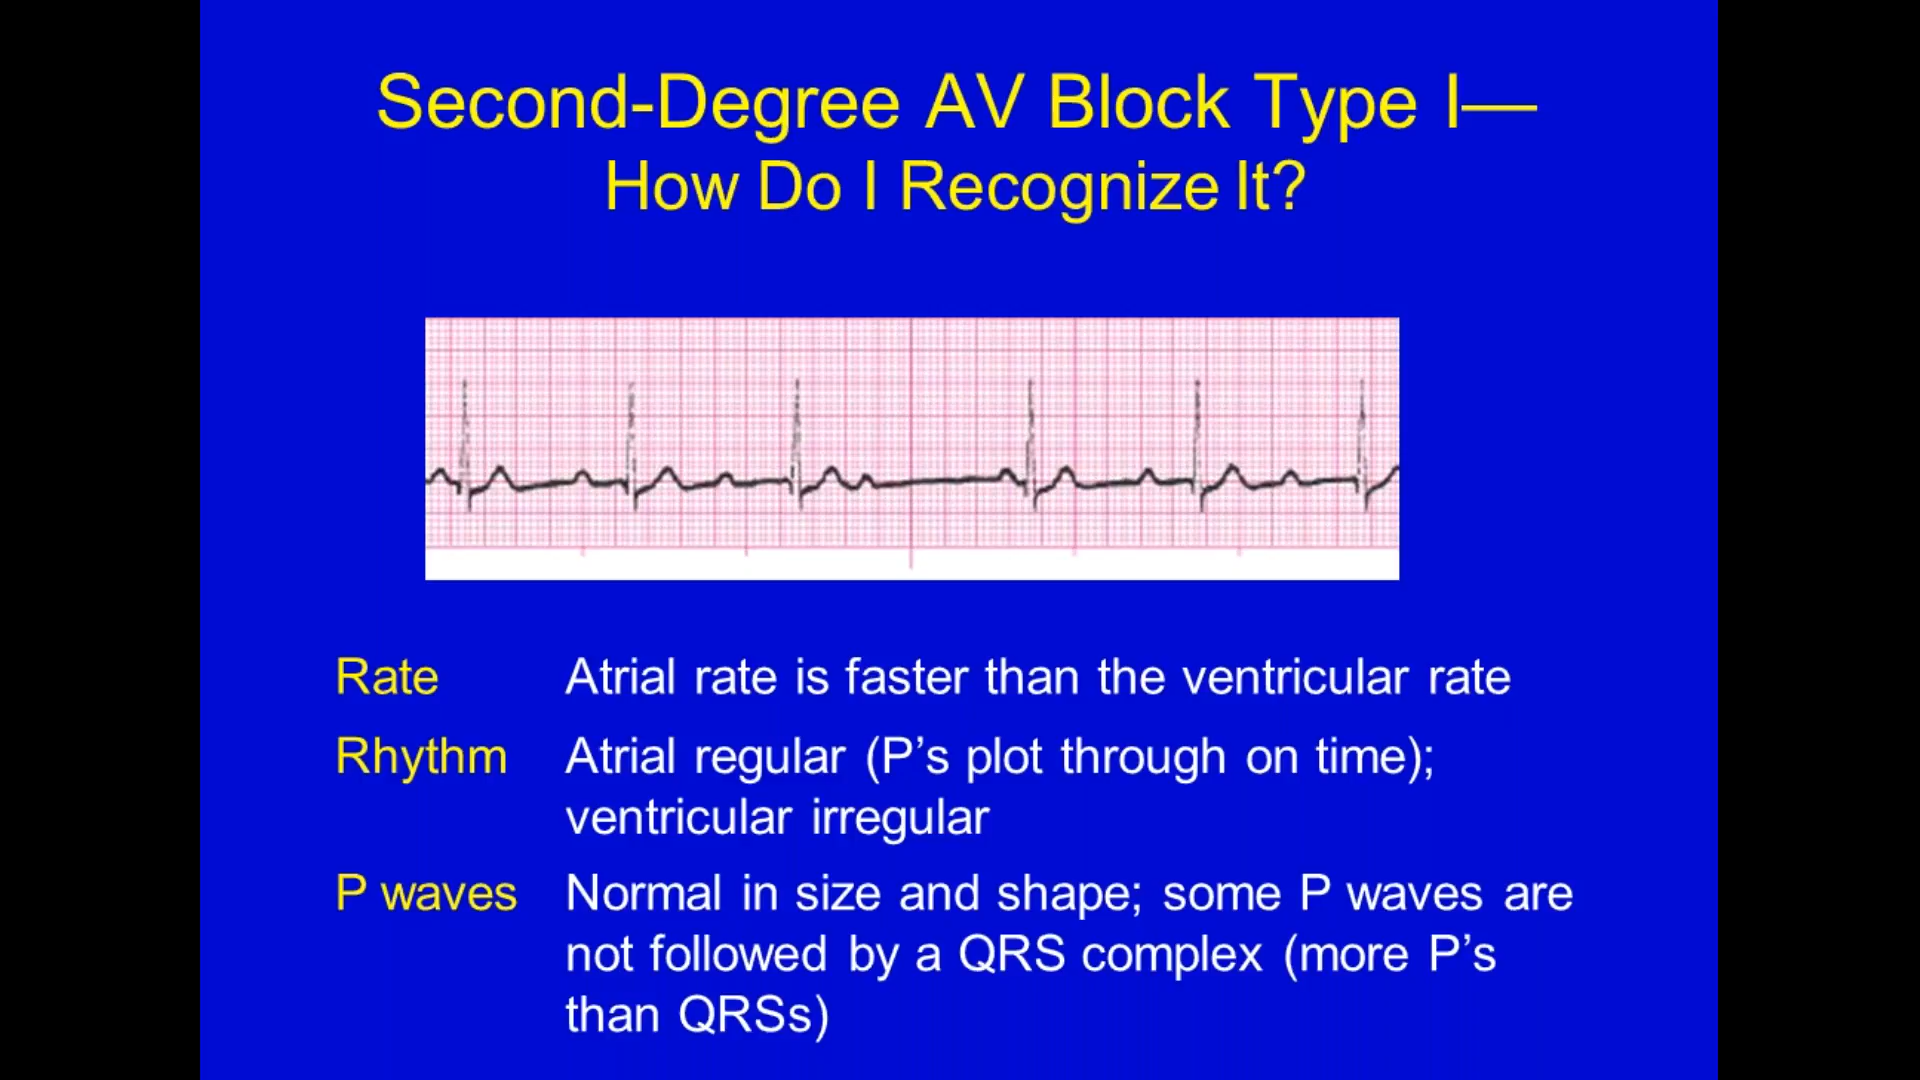 Second-Degree AV Block Type I—
How Do I Recognize It?
Rate Atrial rate is faster than the ventricular rate
Rhythm Atrial regular (P’s plot through on time);
ventricular irregular
P waves Normal in size and shape; some P waves are
not followed by a QRS complex (more P’s
than QRSs)